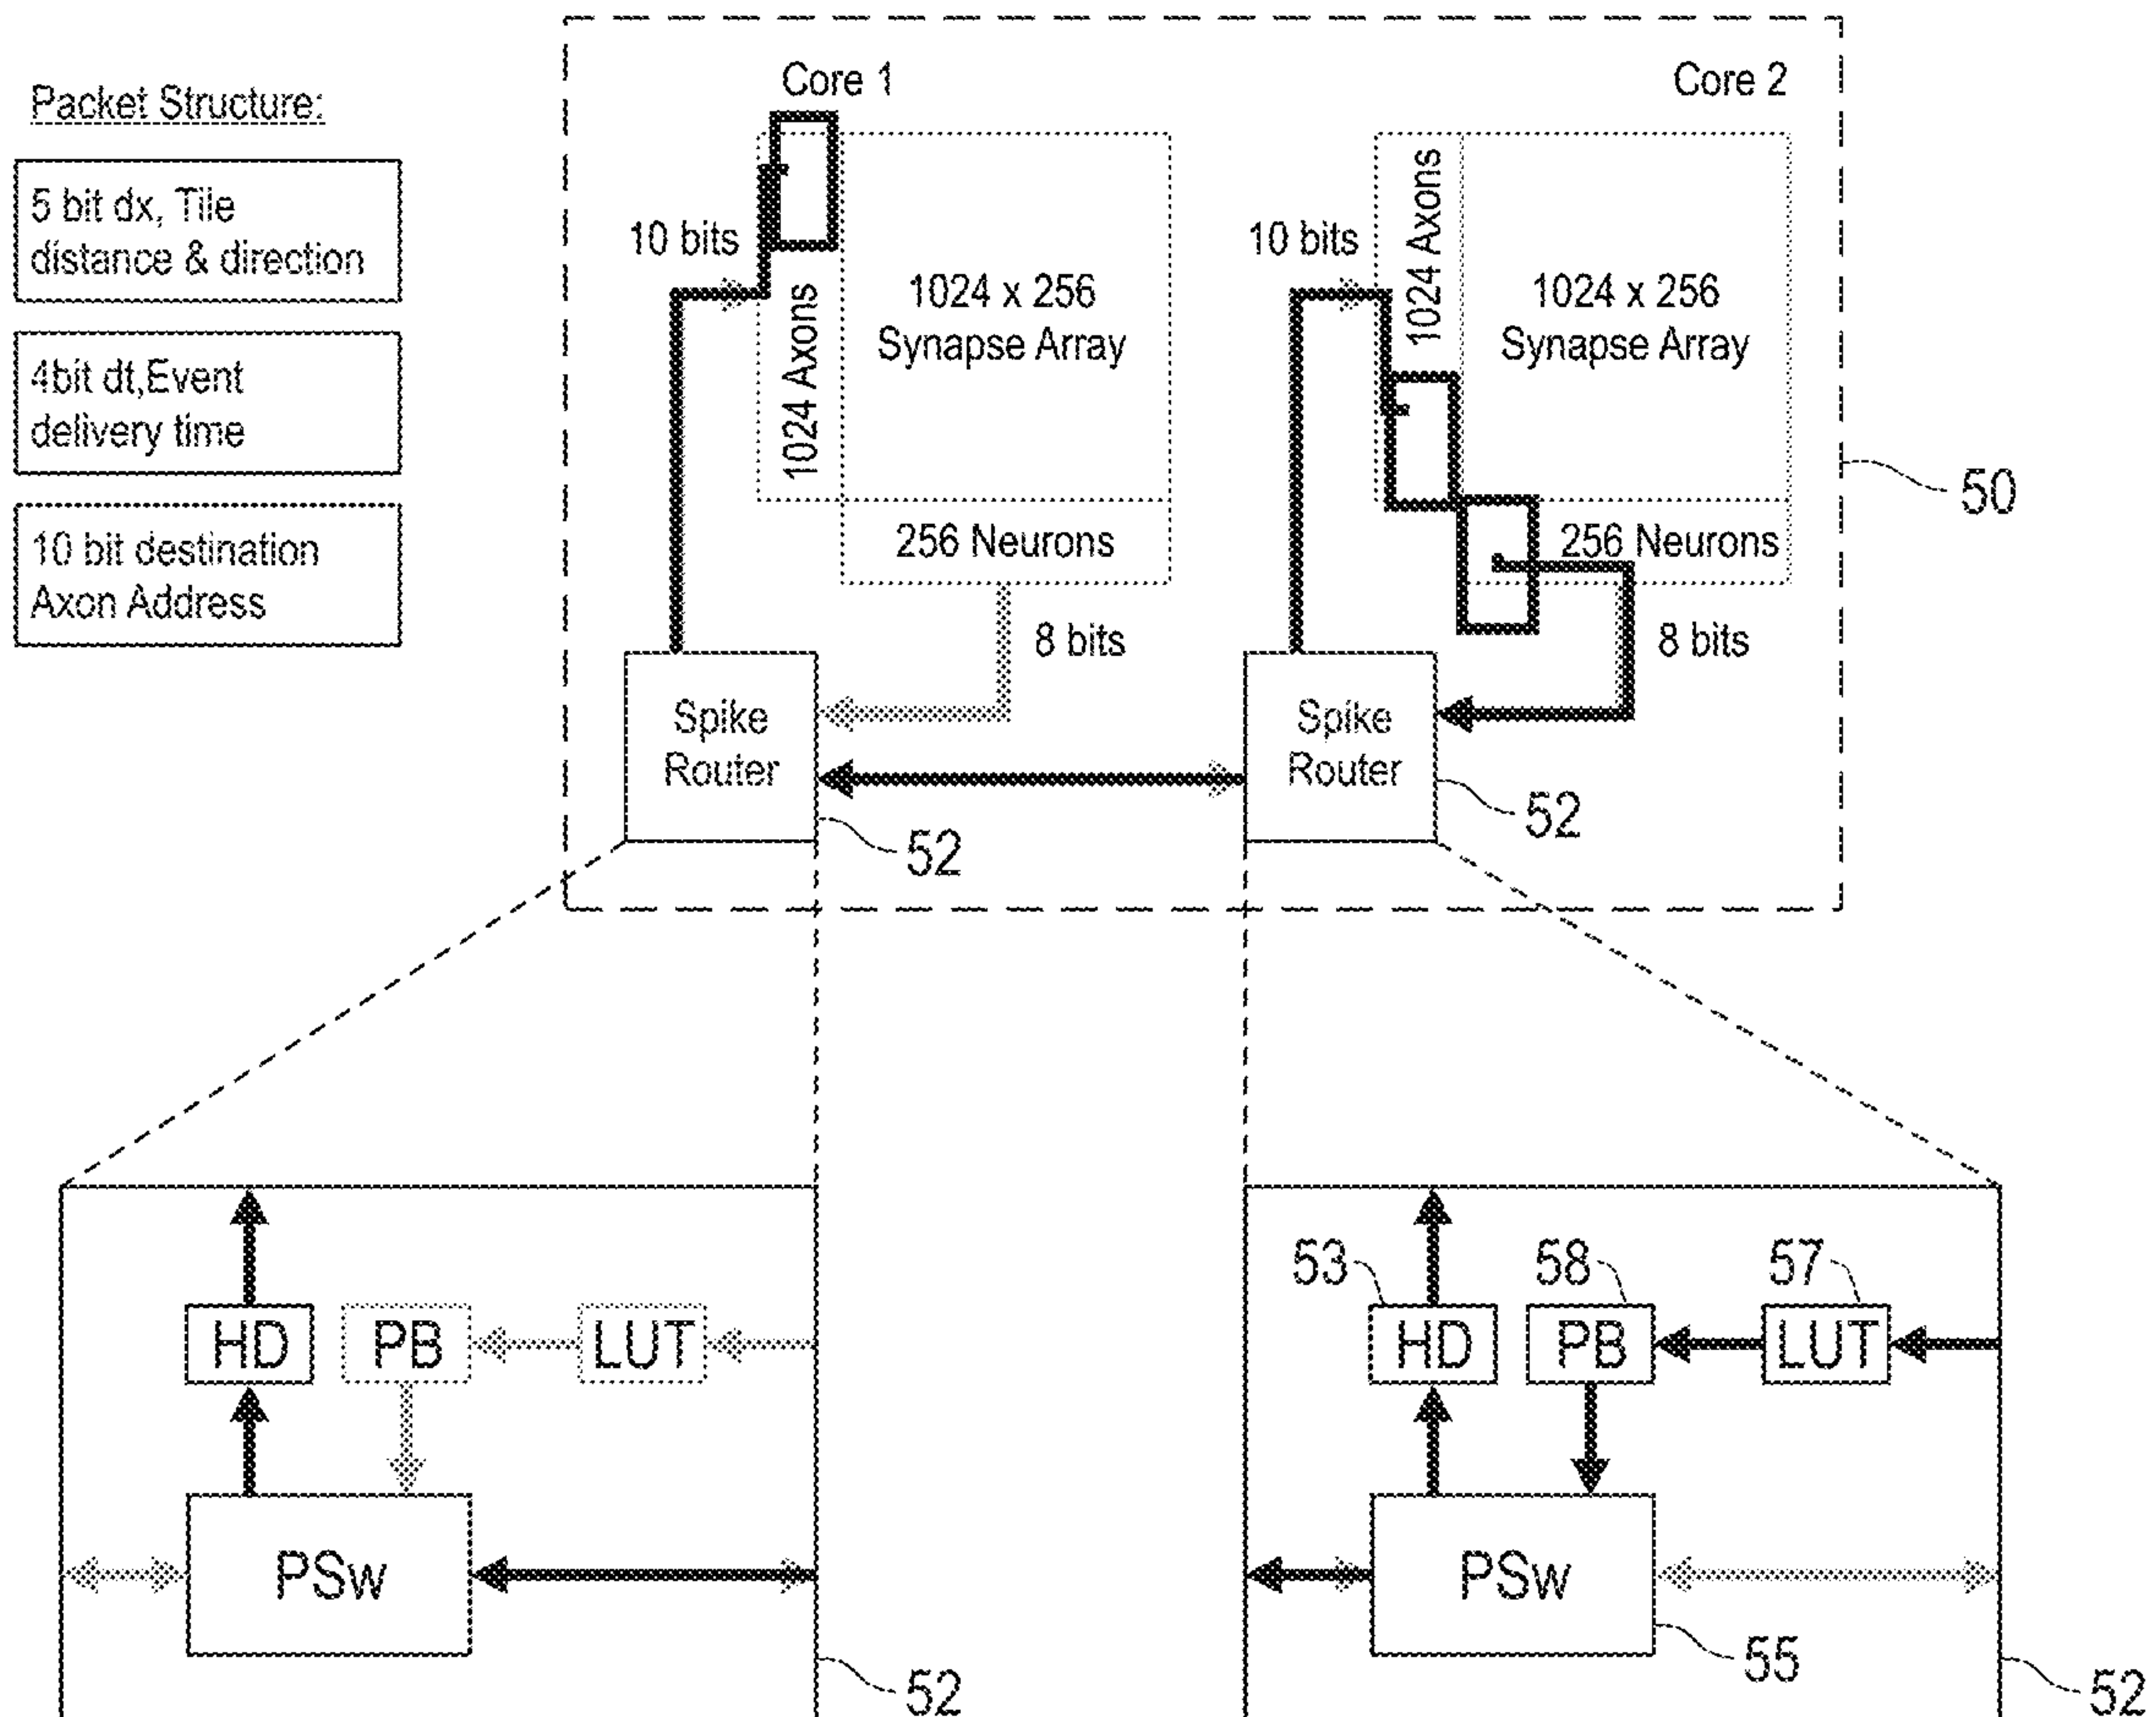 Packet Structure:
5 bit dx, Tile
distance & direction
4bit dt,Event
delivery time
10 bit destination
Axon Address
Core 1
10 bits
1024 Axons
1024 x 256
Synapse Array
256 Neurons
8 bits
Spike
Router
52
Core 2
10 bits
1024 Axons
1024 x 256
Synapse Array
256 Neurons
8 bits
Spike
Router
52
50
HD
PB
LUT
PSw
52
53
58
57
HD
PB
LUT
PSw
55
52